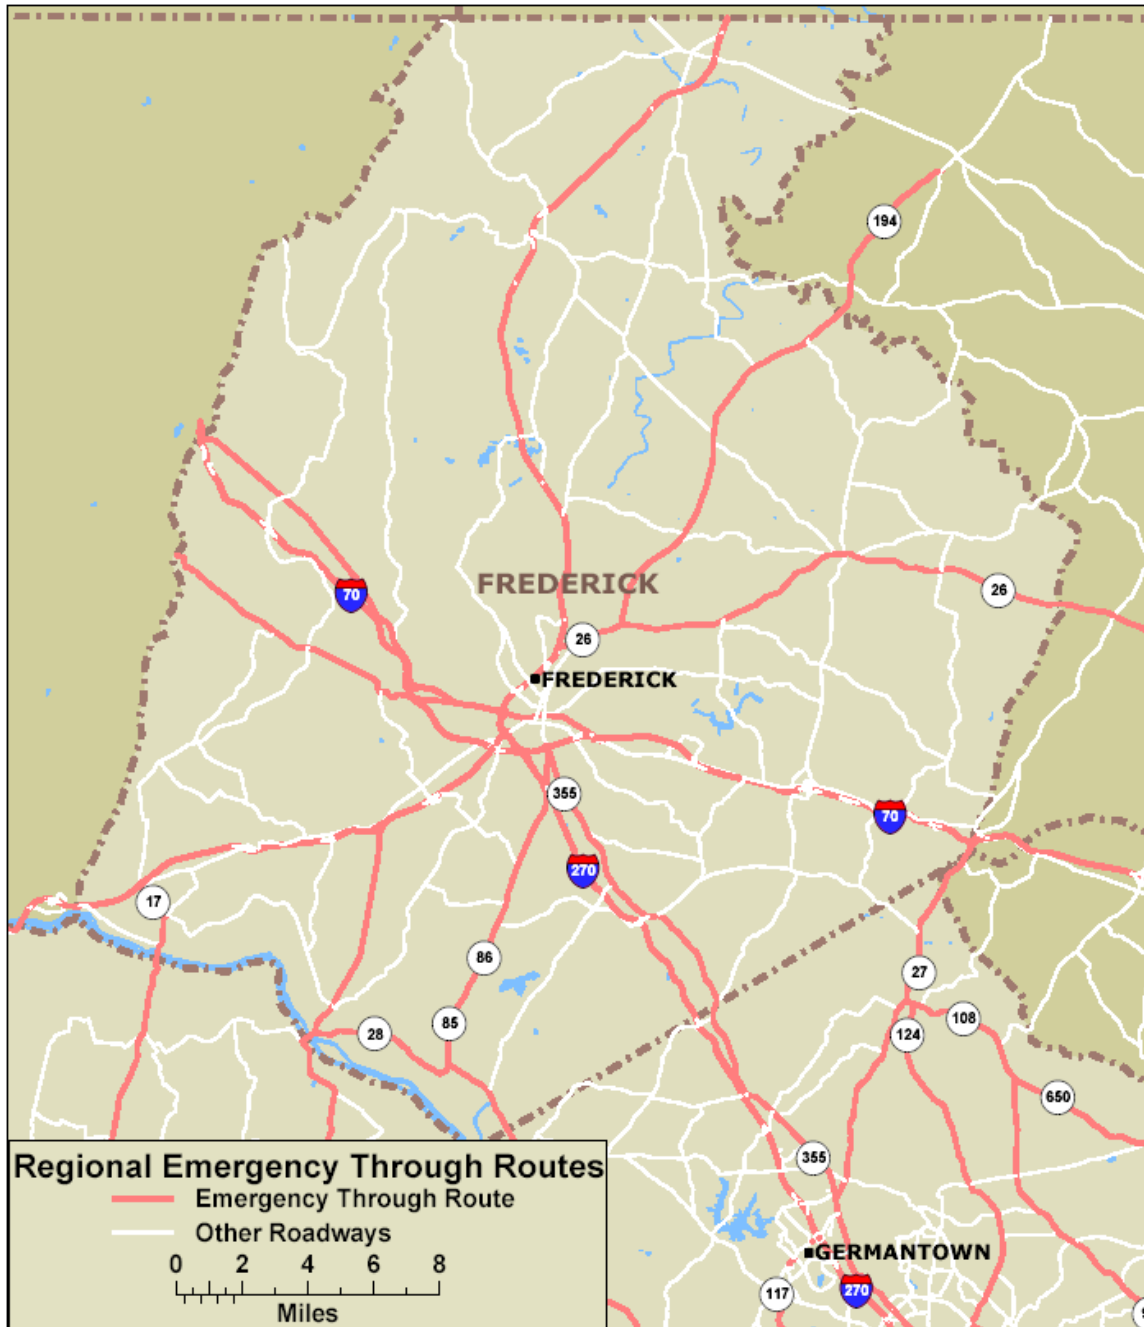 194
70
FREDERICK
26
26
FREDERICK
355
70
270
17
86
27
85
28
108
124
650
355
GERMANTOWN
117
270
Regional Emergency Through Routes
Emergency Through Route
Other Roadways
0 2 4 6 8
Miles